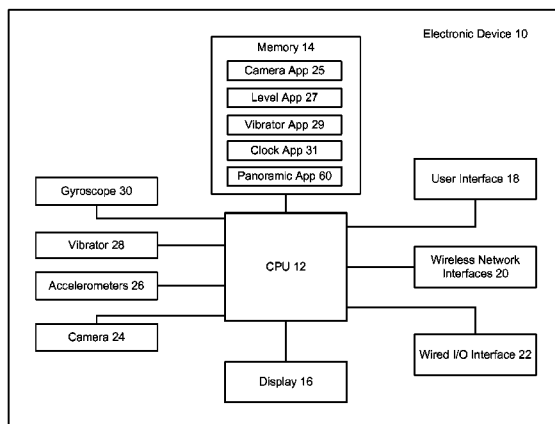 Electronic Device 10
Memory 14
Camera App 25
Level App 27
Vibrator App 29
Clock App 31
Panoramic App 60
Gyroscope 30
User Interface 18
Vibrator 28
CPU 12
Wireless Network
Interfaces 20
Accelerometers 26
Camera 24
Wired I/O Interface 22
Display 16